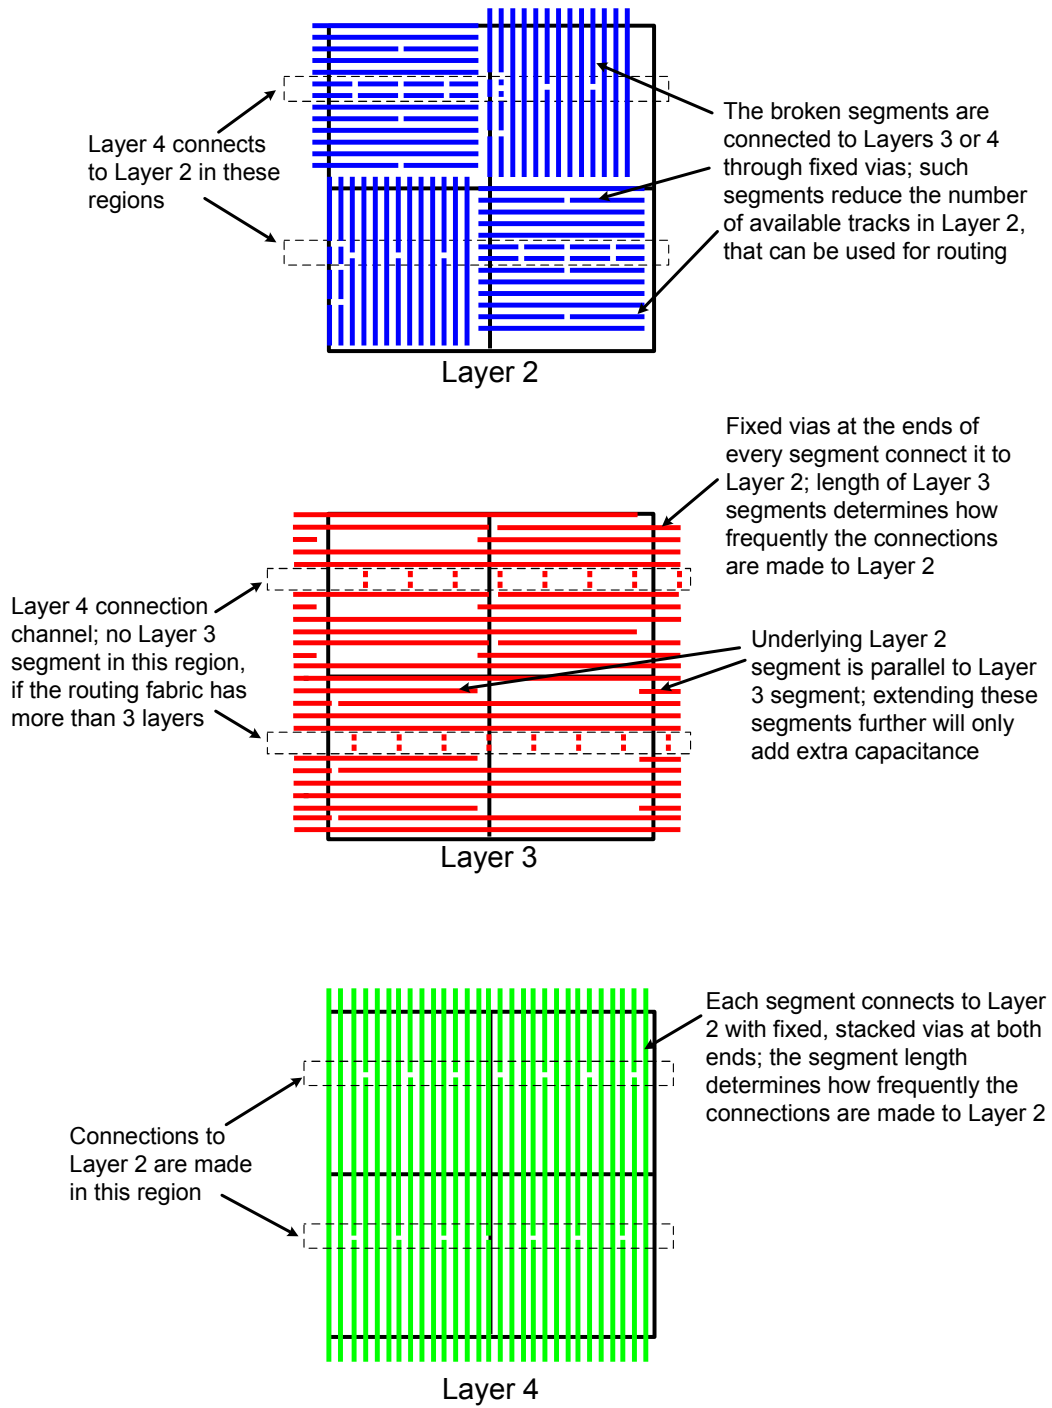 Layer 4 connects
to Layer 2 in these
regions
The broken segments are
connected to Layers 3 or 4
through fixed vias; such
segments reduce the number
of available tracks in Layer 2,
that can be used for routing
Layer 2
Fixed vias at the ends of
every segment connect it to
Layer 2; length of Layer 3
segments determines how
frequently the connections
are made to Layer 2
Layer 4 connection
channel; no Layer 3
segment in this region,
if the routing fabric has
more than 3 layers
Underlying Layer 2
segment is parallel to Layer
3 segment; extending these
segments further will only
add extra capacitance
Layer 3
Each segment connects to Layer
2 with fixed, stacked vias at both
ends; the segment length
determines how frequently the
connections are made to Layer 2
Connections to
Layer 2 are made
in this region
Layer 4